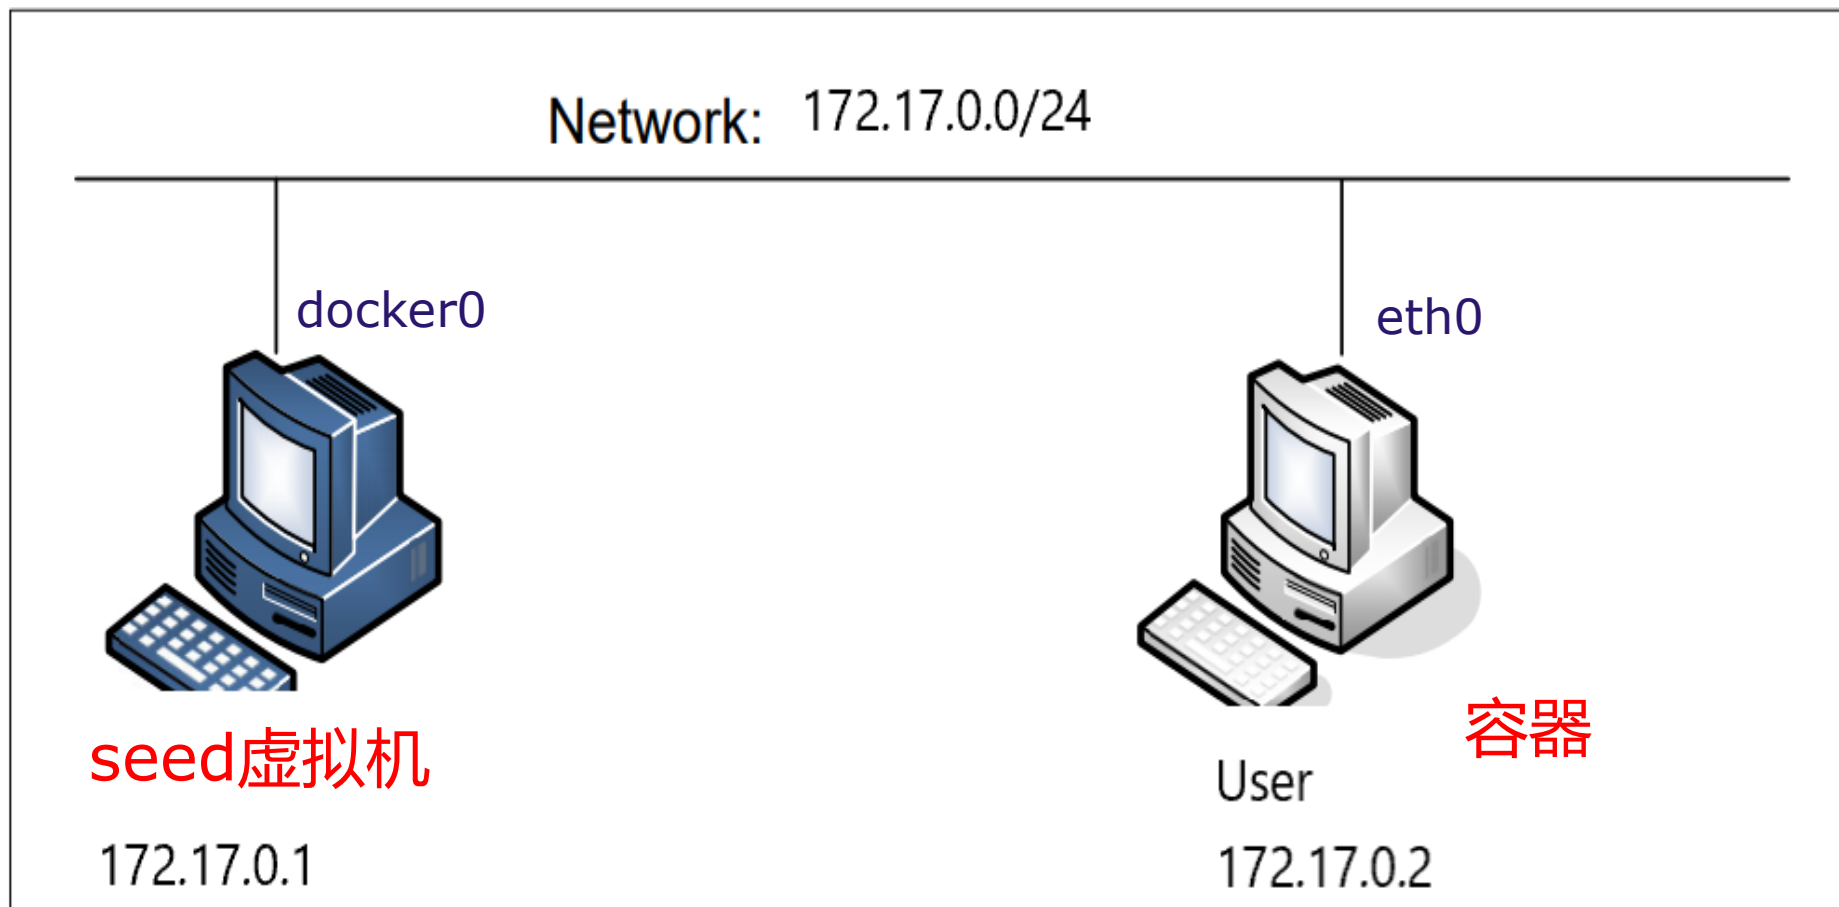 Network: 172.17.0.0/24
docker0
eth0
seed虚拟机
容器
User
172.17.0.1
172.17.0.2